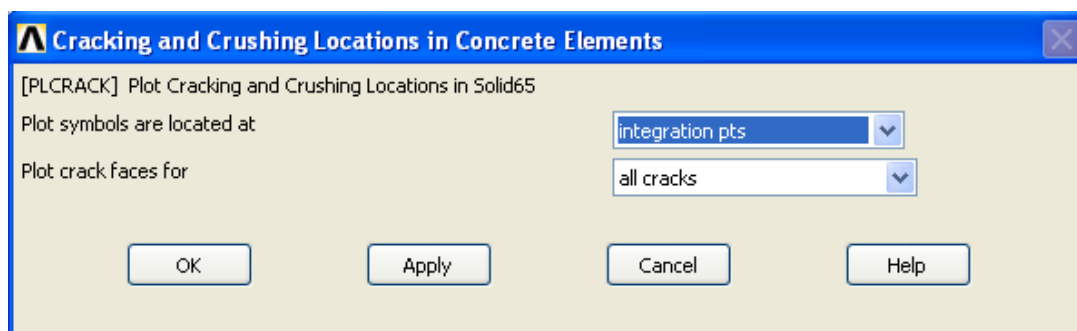 Cracking and Crushing Locations in Concrete Elements
[PLCRACK] Plot Cracking and Crushing Locations in Solid65
Plot symbols are located at integration pts
Plot crack faces for all cracks
OK Apply Cancel Help